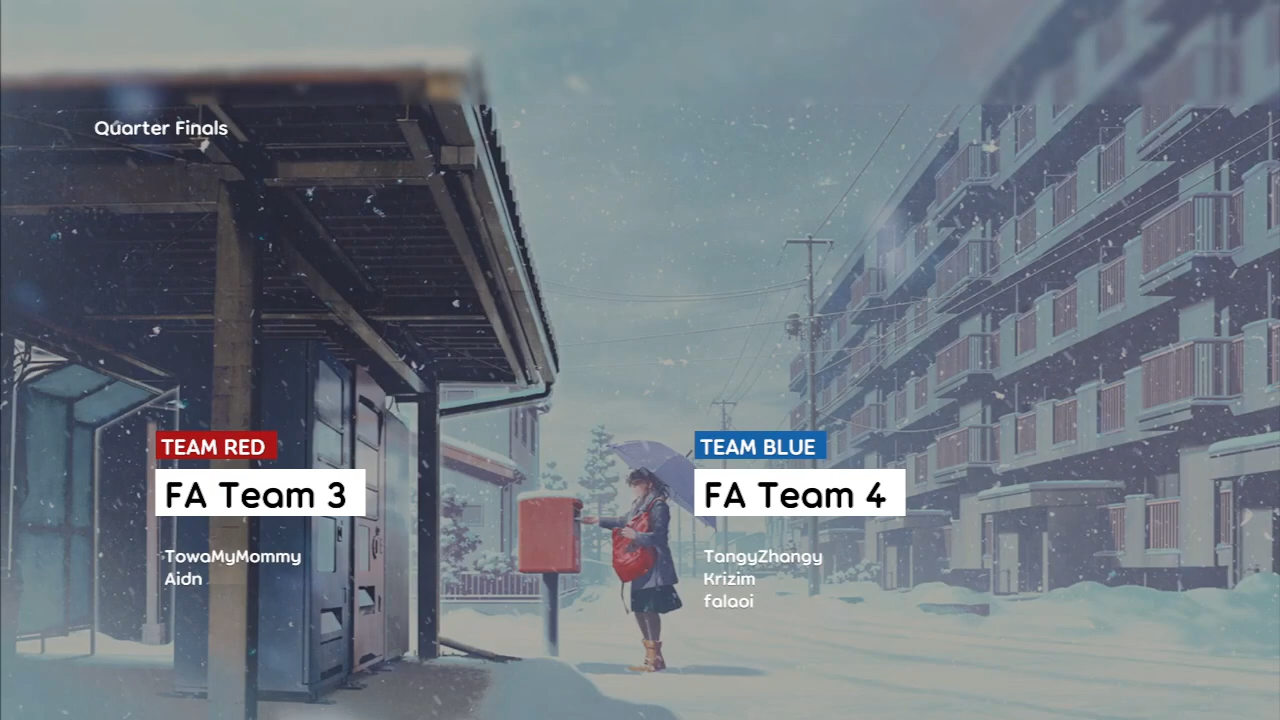 Quarter Finals
TEAM RED
FA Team 3
TowaMyMommy
Aidn
TEAM BLUE
FA Team 4
TangyZhangy
Krizim
falaoi